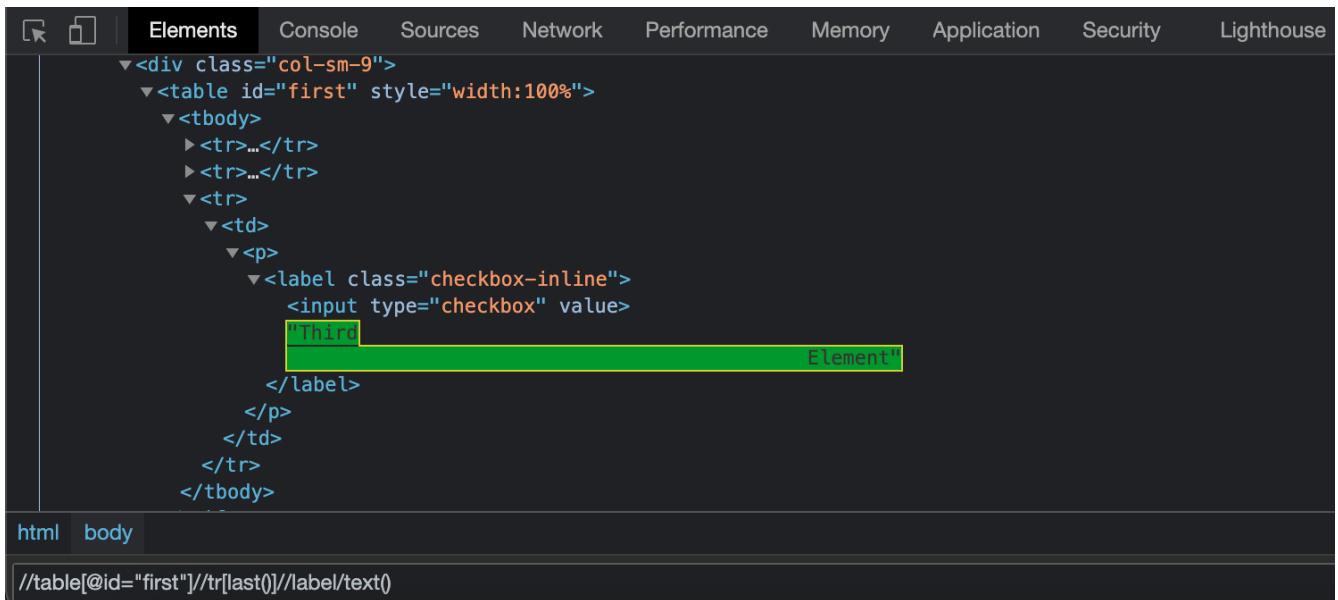 Elements Console Sources Network Performance Memory Application Security Lighthouse
▼<div class="col-sm-9">
▼<table id="first" style="width:100%">
▼<tbody>
▶<tr>…</tr>
▶<tr>…</tr>
▼<tr>
▼<td>
▼<p>
▼<label class="checkbox-inline">
<input type="checkbox" value>
"Third
Element"
</label>
</p>
</td>
</tr>
</tbody>
html body
//table[@id="first"]//tr[last()]//label/text()